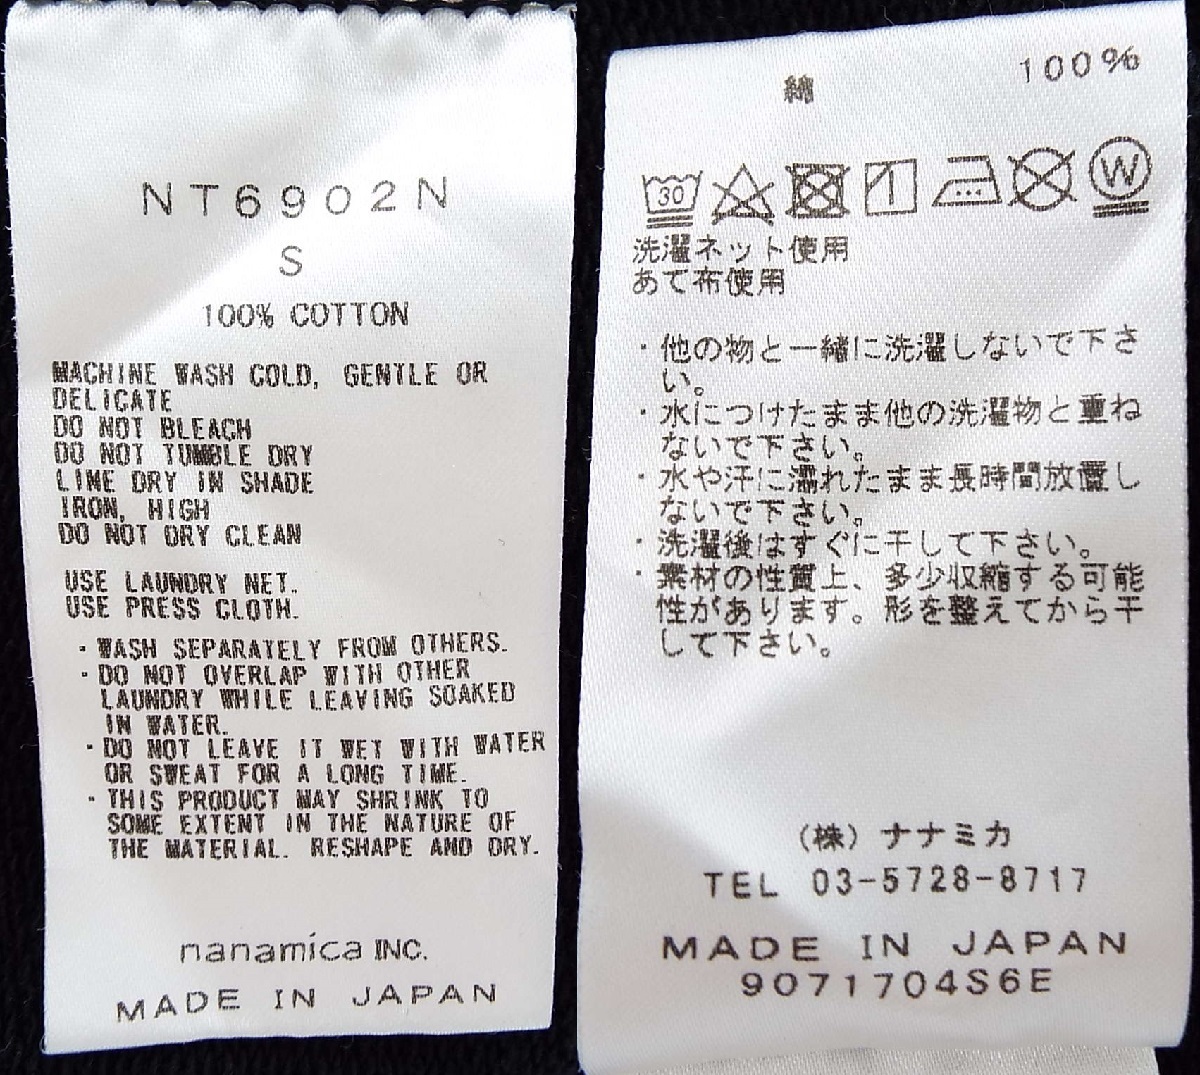 NT6902N
S
100% COTTON
MACHINE WASH COLD, GENTLE OR
DELICATE
DO NOT BLEACH
DO NOT TUMBLE DRY
LINE DRY IN SHADE
IRON, HIGH
DO NOT DRY CLEAN
USE LAUNDRY NET.
USE PRESS CLOTH.
・WASH SEPARATELY FROM OTHERS.
・DO NOT OVERLAP WITH OTHER
LAUNDRY WHILE LEAVING SOAKED
IN WATER.
・DO NOT LEAVE IT WET WITH WATER
OR SWEAT FOR A LONG TIME.
・THIS PRODUCT MAY SHRINK TO
SOME EXTENT IN THE NATURE OF
THE MATERIAL. RESHAPE AND DRY.
nanamica INC.
MADE IN JAPAN
綿 100%
30 W
洗濯ネット使用
あて布使用
・他の物と一緒に洗濯しないで下さ
い。
・水につけたまま他の洗濯物と重ね
ないで下さい。
・水や汗に濡れたまま長時間放置し
ないで下さい。
・洗濯後はすぐに干して下さい。
・素材の性質上、多少収縮する可能
性があります。形を整えてから干
して下さい。
(株)ナナミカ
TEL 03-5728-8717
MADE IN JAPAN
9071704S6E